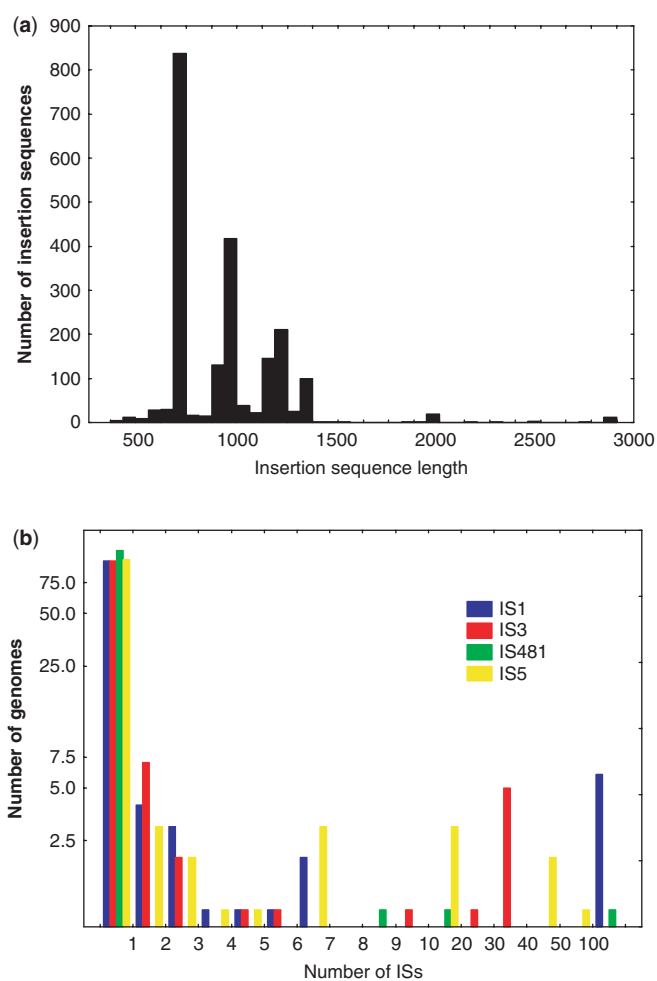 (a)
900
800
700
600
500
400
300
200
100
0
Number of insertion sequences
500 1000 1500 2000 2500 3000
Insertion sequence length
(b)
75.0
50.0
25.0
7.5
5.0
2.5
Number of genomes
IS1
IS3
IS481
IS5
1 2 3 4 5 6 7 8 9 10 20 30 40 50 100
Number of ISs